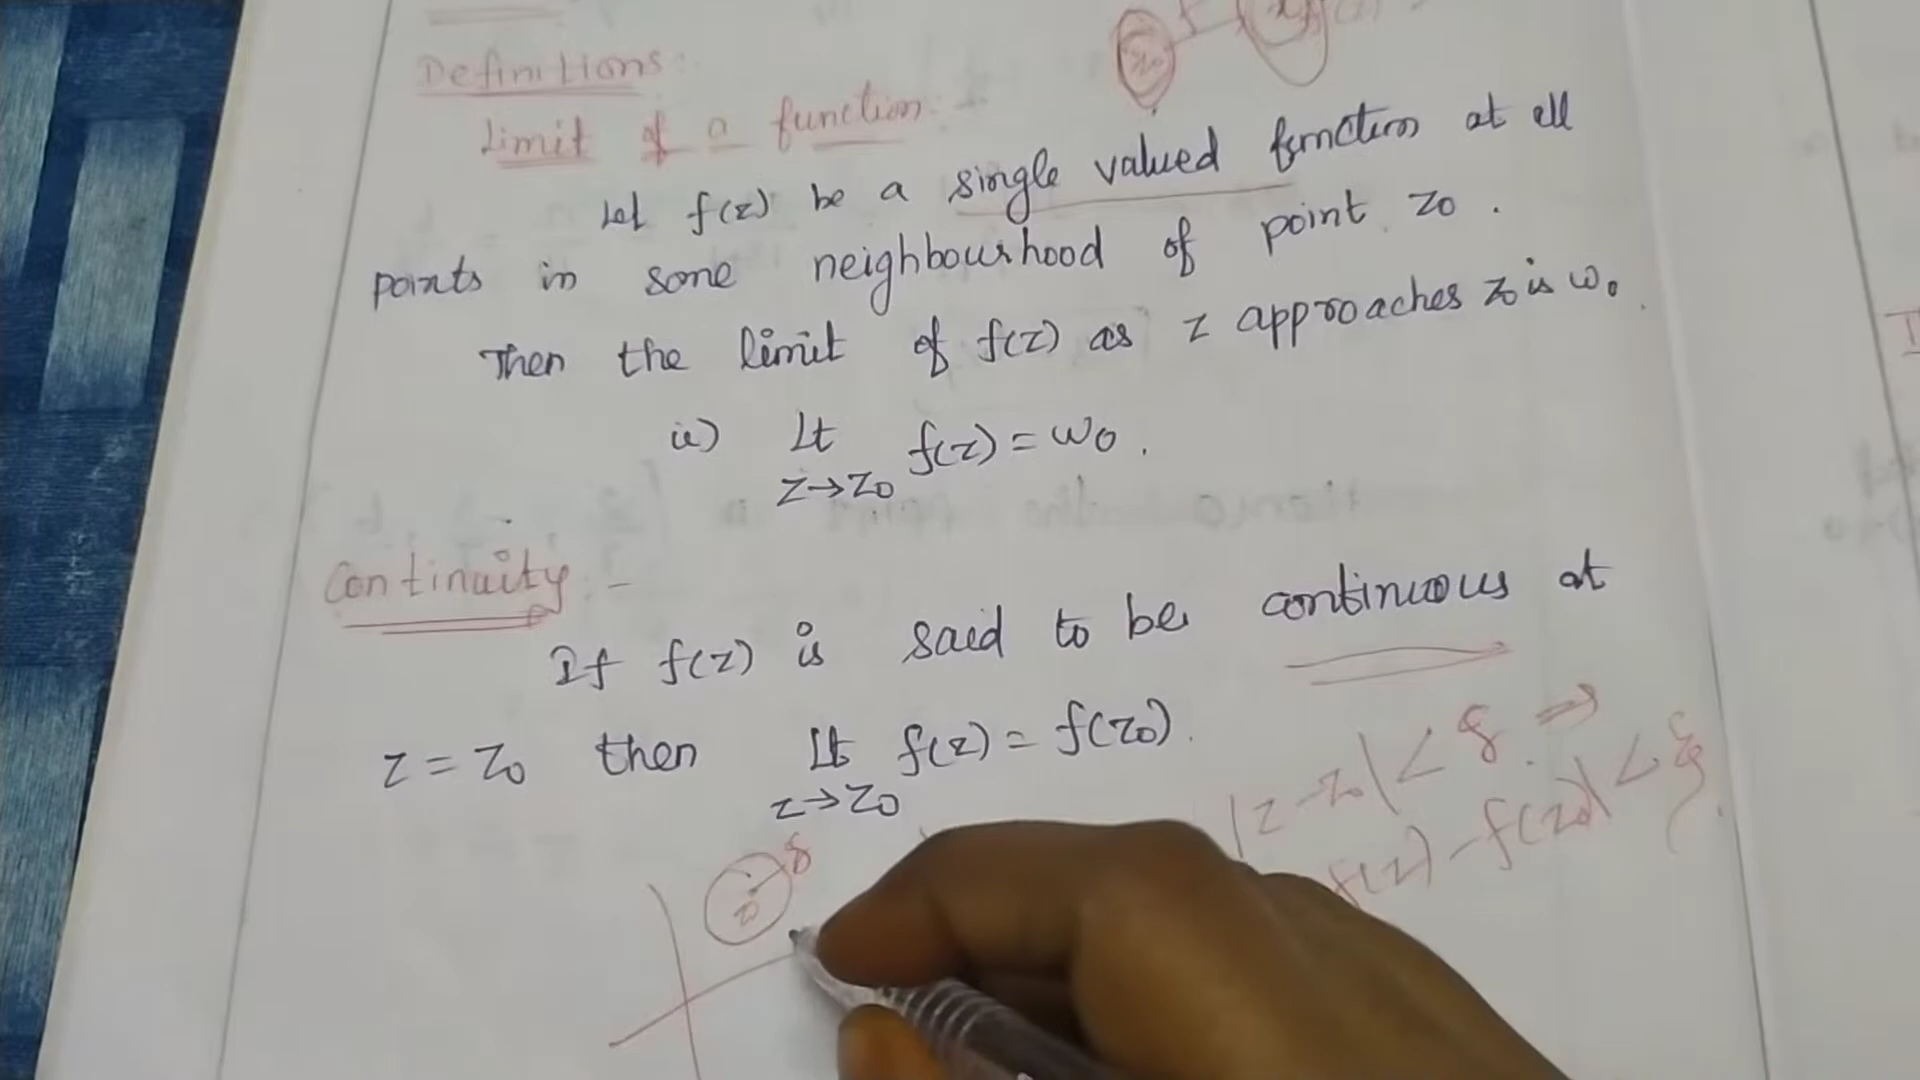 Definitions:
Limit of a function :-
Let f(z) be a single valued function at all
points in some neighbourhood of point z0 .
Then the limit of f(z) as z approaches z0 is w0 .
ie) Lt f(z) = w0 .
z→z0
Continuity :-
If f(z) is said to be continuous at
z = z0 then Lt f(z) = f(z0) .
z→z0
|z-z0| < δ ⇒
f(z) - f(z0)| < ε
δ
z0